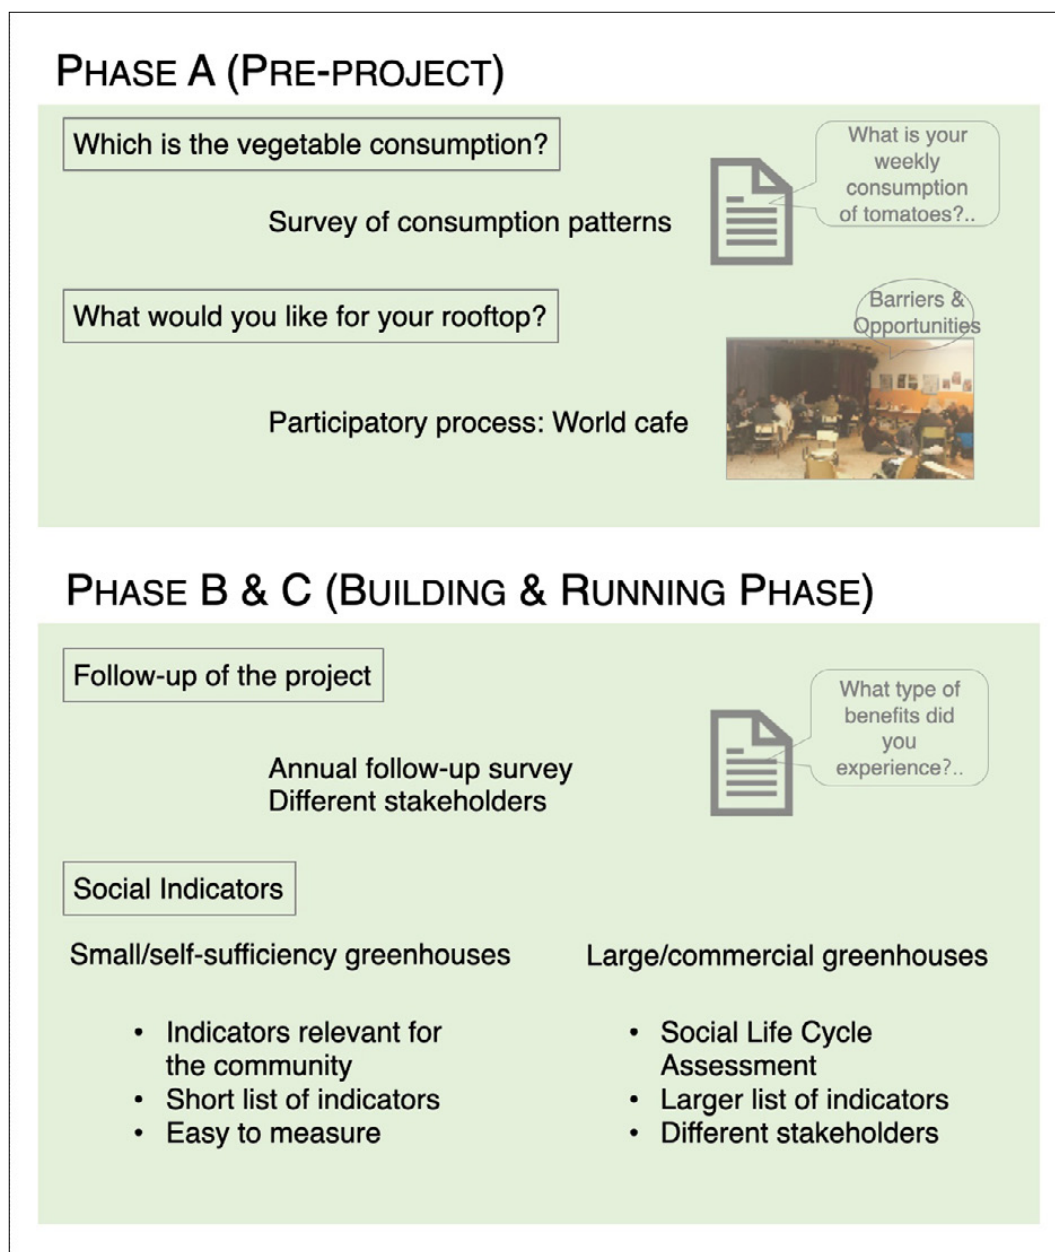 PHASE A (PRE-PROJECT)
Which is the vegetable consumption?
What is your
weekly
consumption
of tomatoes?..
Survey of consumption patterns
What would you like for your rooftop?
Barriers &
Opportunities
Participatory process: World cafe
PHASE B & C (BUILDING & RUNNING PHASE)
Follow-up of the project
What type of
benefits did
you
experience?..
Annual follow-up survey
Different stakeholders
Social Indicators
Small/self-sufficiency greenhouses
• Indicators relevant for
the community
• Short list of indicators
• Easy to measure
Large/commercial greenhouses
• Social Life Cycle
Assessment
• Larger list of indicators
• Different stakeholders